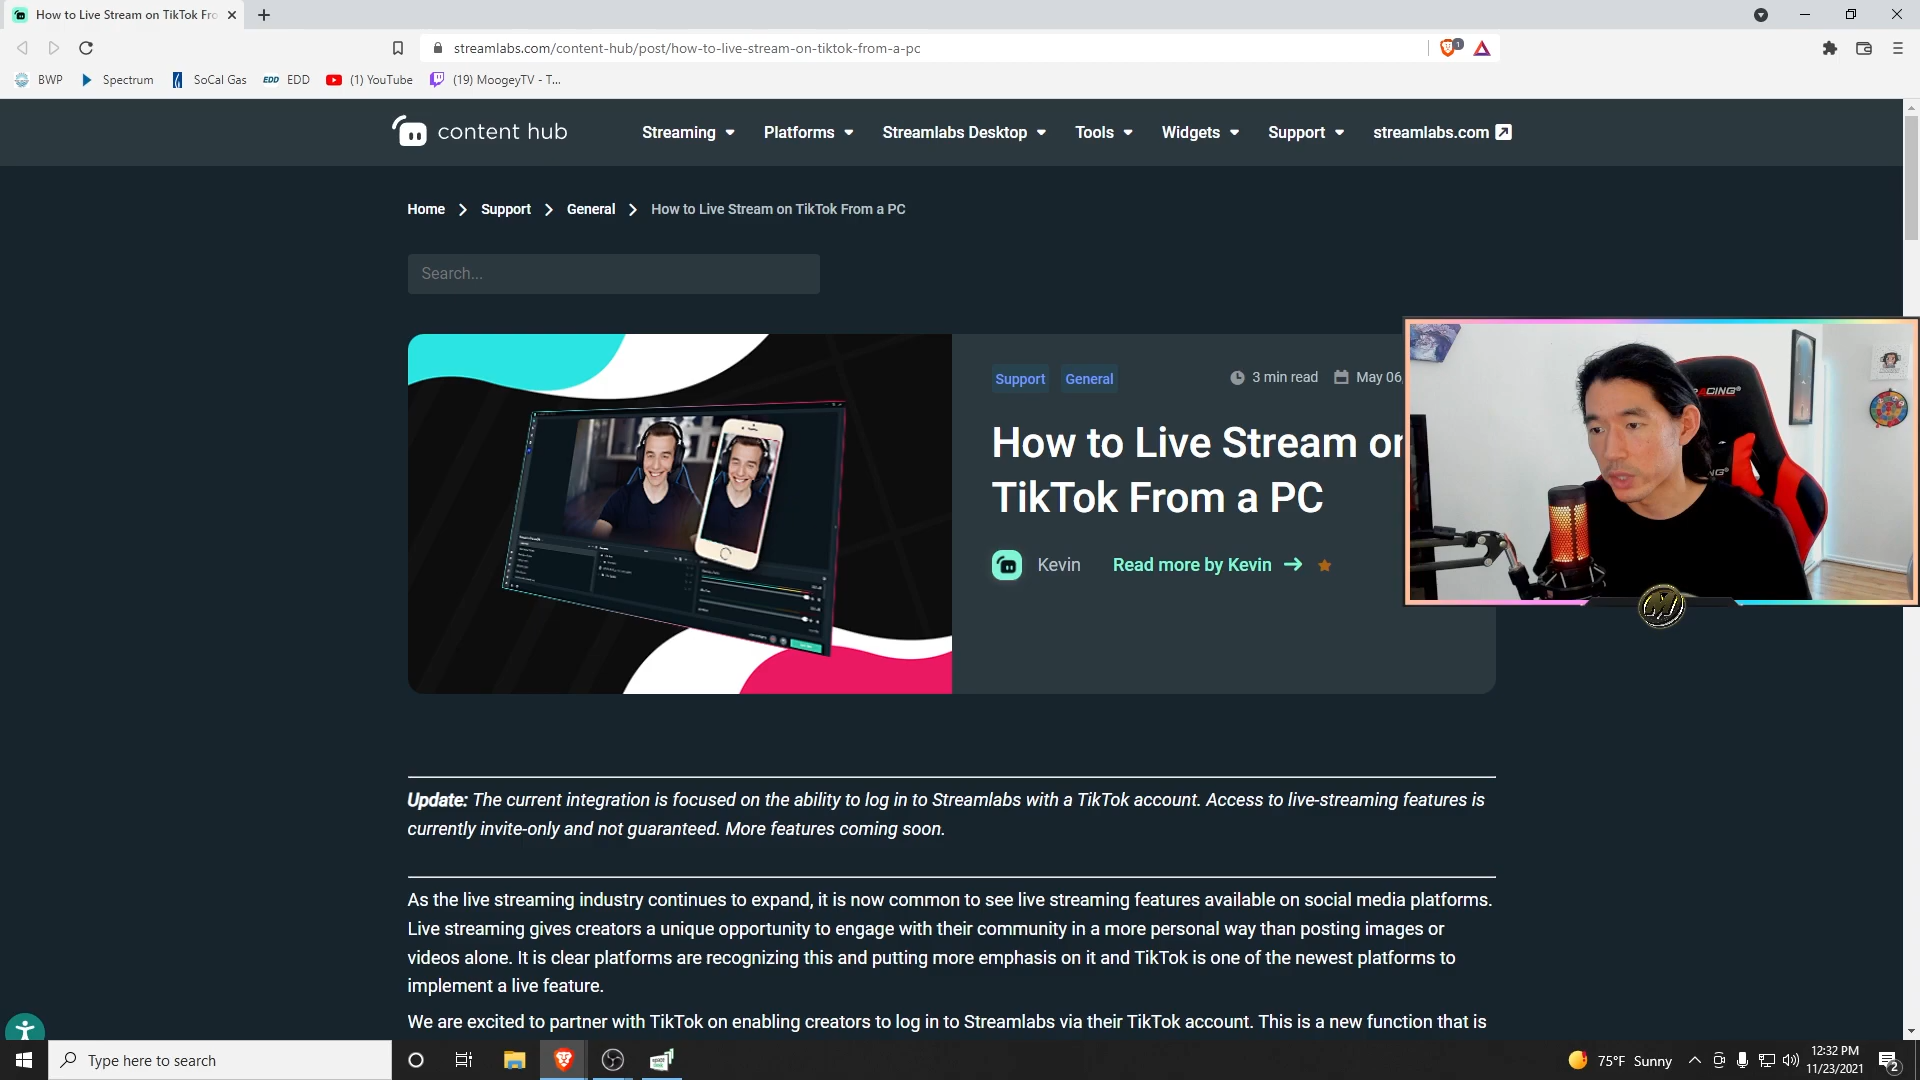 How to Live Stream on TikTok Fro
streamlabs.com/content-hub/post/how-to-live-stream-on-tiktok-from-a-pc
1
BWP
Spectrum
SoCal Gas
EDD EDD
(1) YouTube
(19) MoogeyTV - T...
content hub
Streaming
Platforms
Streamlabs Desktop
Tools
Widgets
Support
streamlabs.com
Home
Support
General
How to Live Stream on TikTok From a PC
Search...
Support
General
3 min read
May 06,
How to Live Stream on
TikTok From a PC
Kevin
Read more by Kevin
RACING
Update: The current integration is focused on the ability to log in to Streamlabs with a TikTok account. Access to live-streaming features is
currently invite-only and not guaranteed. More features coming soon.
As the live streaming industry continues to expand, it is now common to see live streaming features available on social media platforms.
Live streaming gives creators a unique opportunity to engage with their community in a more personal way than posting images or
videos alone. It is clear platforms are recognizing this and putting more emphasis on it and TikTok is one of the newest platforms to
implement a live feature.
We are excited to partner with TikTok on enabling creators to log in to Streamlabs via their TikTok account. This is a new function that is
Type here to search
75°F Sunny
12:32 PM
11/23/2021
2